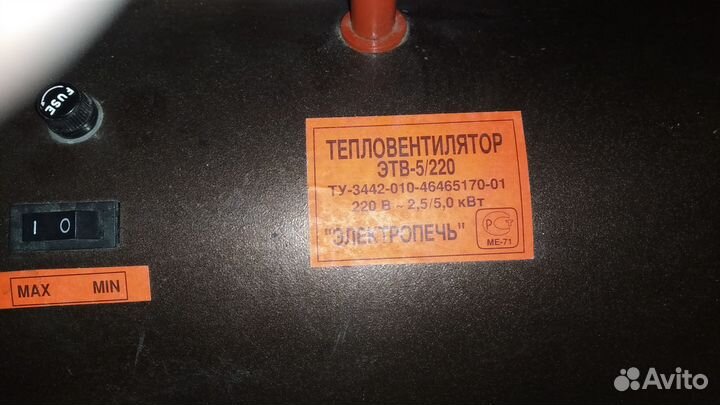 FUSE
I O
MAX MIN
ТЕПЛОВЕНТИЛЯТОР
ЭТВ-5/220
ТУ-3442-010-46465170-01
220 В ~ 2,5/5,0 кВт
"ЭЛЕКТРОПЕЧЬ"
РСТ
МЕ-71
Avito